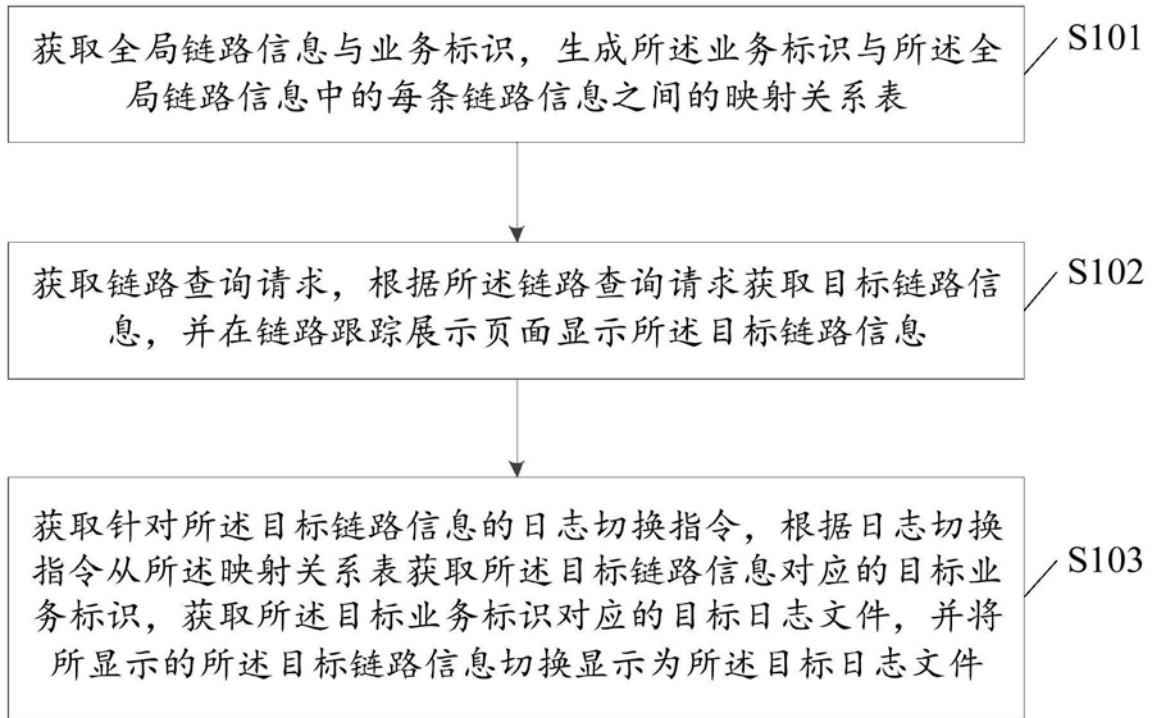 获取全局链路信息与业务标识，生成所述业务标识与所述全
局链路信息中的每条链路信息之间的映射关系表
S101
获取链路查询请求，根据所述链路查询请求获取目标链路信
息，并在链路跟踪展示页面显示所述目标链路信息
S102
获取针对所述目标链路信息的日志切换指令，根据日志切换
指令从所述映射关系表获取所述目标链路信息对应的目标业
务标识，获取所述目标业务标识对应的目标日志文件，并将
所显示的所述目标链路信息切换显示为所述目标日志文件
S103